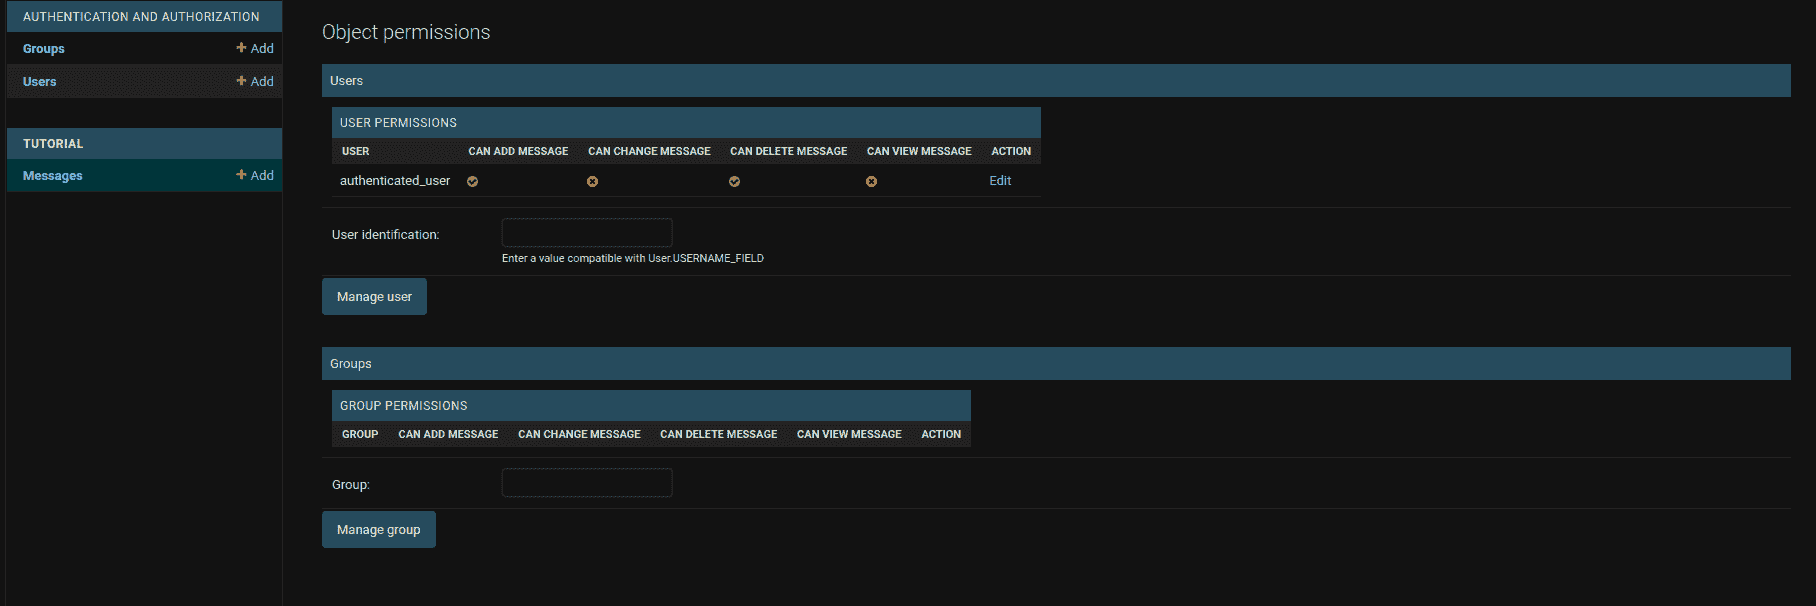 AUTHENTICATION AND AUTHORIZATION
Groups + Add
Users + Add
TUTORIAL
Messages + Add
Object permissions
Users
USER PERMISSIONS
USER CAN ADD MESSAGE CAN CHANGE MESSAGE CAN DELETE MESSAGE CAN VIEW MESSAGE ACTION
authenticated_user Edit
User identification:
Enter a value compatible with User.USERNAME_FIELD
Manage user
Groups
GROUP PERMISSIONS
GROUP CAN ADD MESSAGE CAN CHANGE MESSAGE CAN DELETE MESSAGE CAN VIEW MESSAGE ACTION
Group:
Manage group